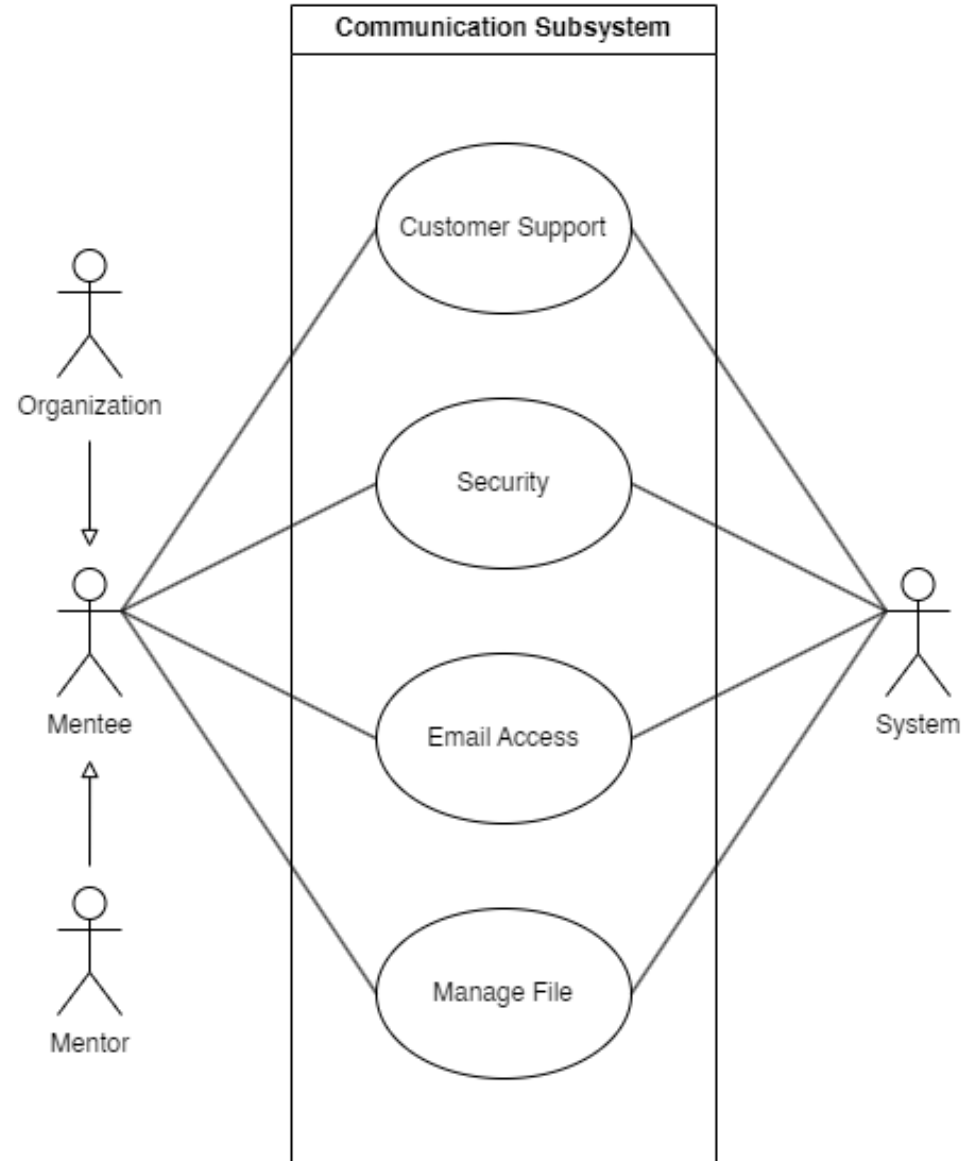 Communication Subsystem
Customer Support
Organization
Security
Mentee
System
Email Access
Manage File
Mentor